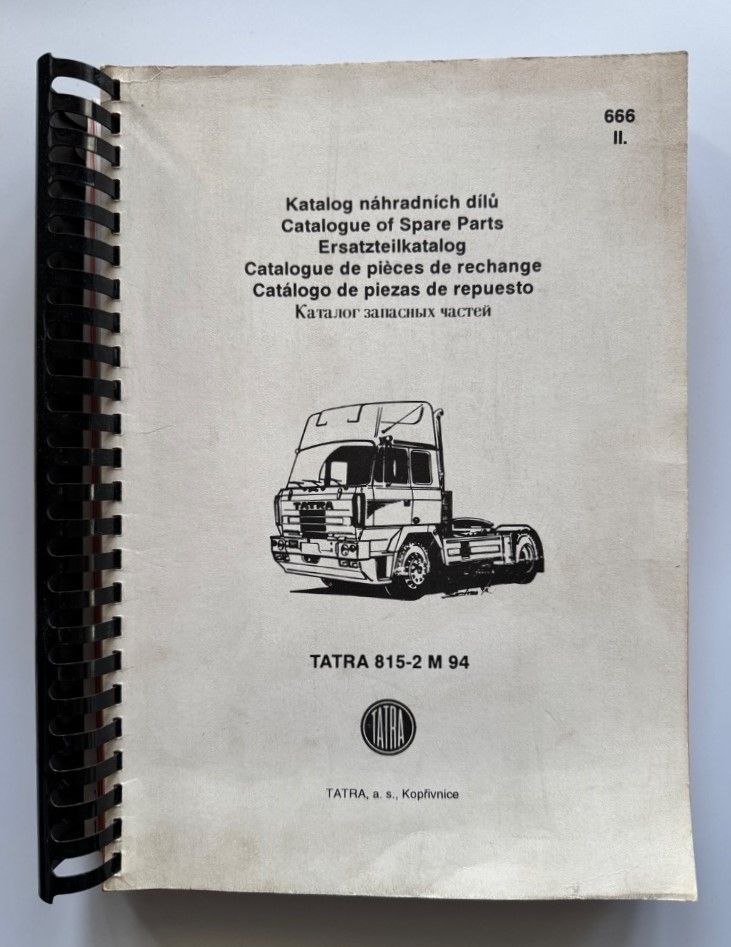 666
II.
Katalog náhradních dílů
Catalogue of Spare Parts
Ersatzteilkatalog
Catalogue de pièces de rechange
Catálogo de piezas de repuesto
Каталог запасных частей
TATRA
TATRA 815-2 M 94
TATRA
TATRA, a. s., Kopřivnice